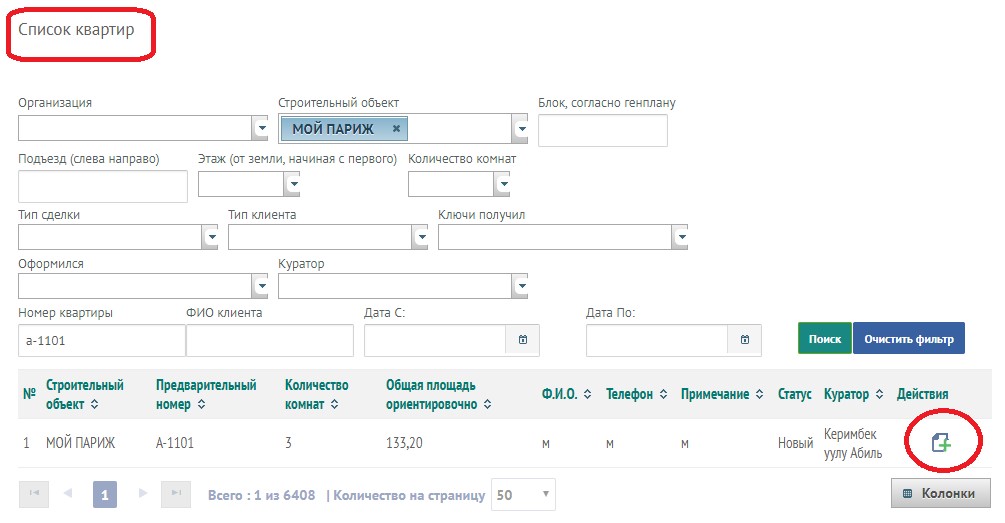 Список квартир
Организация Строительный объект Блок, согласно генплану
МОЙ ПАРИЖ ×
Подъезд (слева направо) Этаж (от земли, начиная с первого) Количество комнат
Тип сделки Тип клиента Ключи получил
Оформился Куратор
Номер квартиры ФИО клиента Дата С: Дата По:
а-1101 Поиск Очистить фильтр
№ Строительный объект Предварительный номер Количество комнат Общая площадь ориентировочно Ф.И.О. Телефон Примечание Статус Куратор Действия
1 МОЙ ПАРИЖ А-1101 3 133,20 м м м Новый Керимбек уулу Абиль
1 Всего : 1 из 6408 | Количество на страницу 50 Колонки